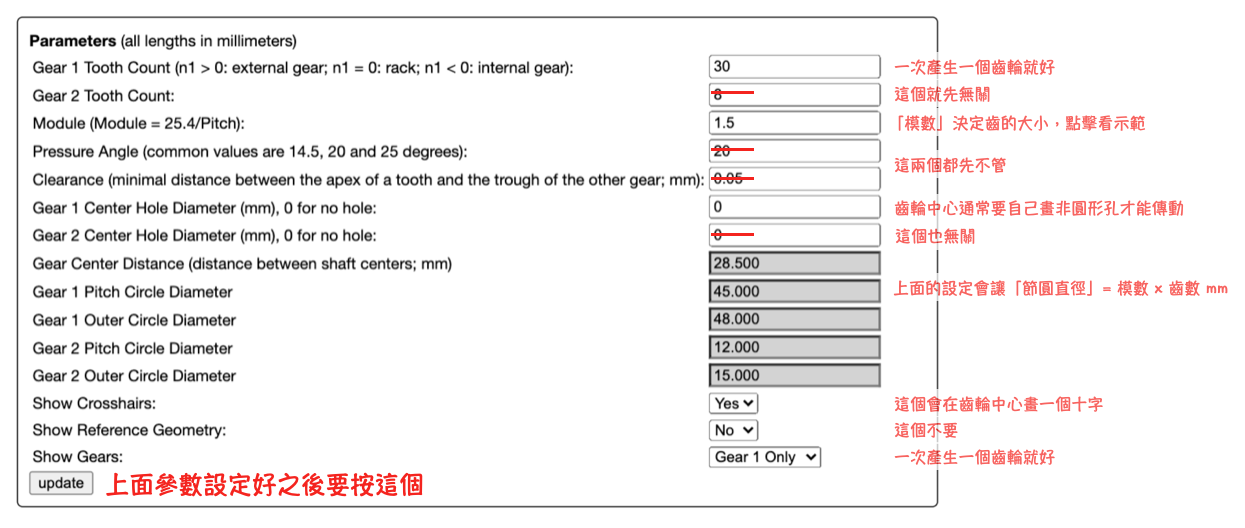 Parameters (all lengths in millimeters)
Gear 1 Tooth Count (n1 > 0: external gear; n1 = 0: rack; n1 < 0: internal gear): 30 一次產生一個齒輪就好
Gear 2 Tooth Count: 8 這個就先無關
Module (Module = 25.4/Pitch): 1.5 「模數」決定齒的大小，點擊看示範
Pressure Angle (common values are 14.5, 20 and 25 degrees): 20
這兩個都先不管
Clearance (minimal distance between the apex of a tooth and the trough of the other gear; mm): 0.05
Gear 1 Center Hole Diameter (mm), 0 for no hole: 0 齒輪中心通常要自己畫非圓形孔才能傳動
Gear 2 Center Hole Diameter (mm), 0 for no hole: 0 這個也無關
Gear Center Distance (distance between shaft centers; mm) 28.500
Gear 1 Pitch Circle Diameter 45.000 上面的設定會讓「節圓直徑」= 模數 x 齒數 mm
Gear 1 Outer Circle Diameter 48.000
Gear 2 Pitch Circle Diameter 12.000
Gear 2 Outer Circle Diameter 15.000
Show Crosshairs: Yes 這個會在齒輪中心畫一個十字
Show Reference Geometry: No 這個不要
Show Gears: Gear 1 Only 一次產生一個齒輪就好
update 上面參數設定好之後要按這個